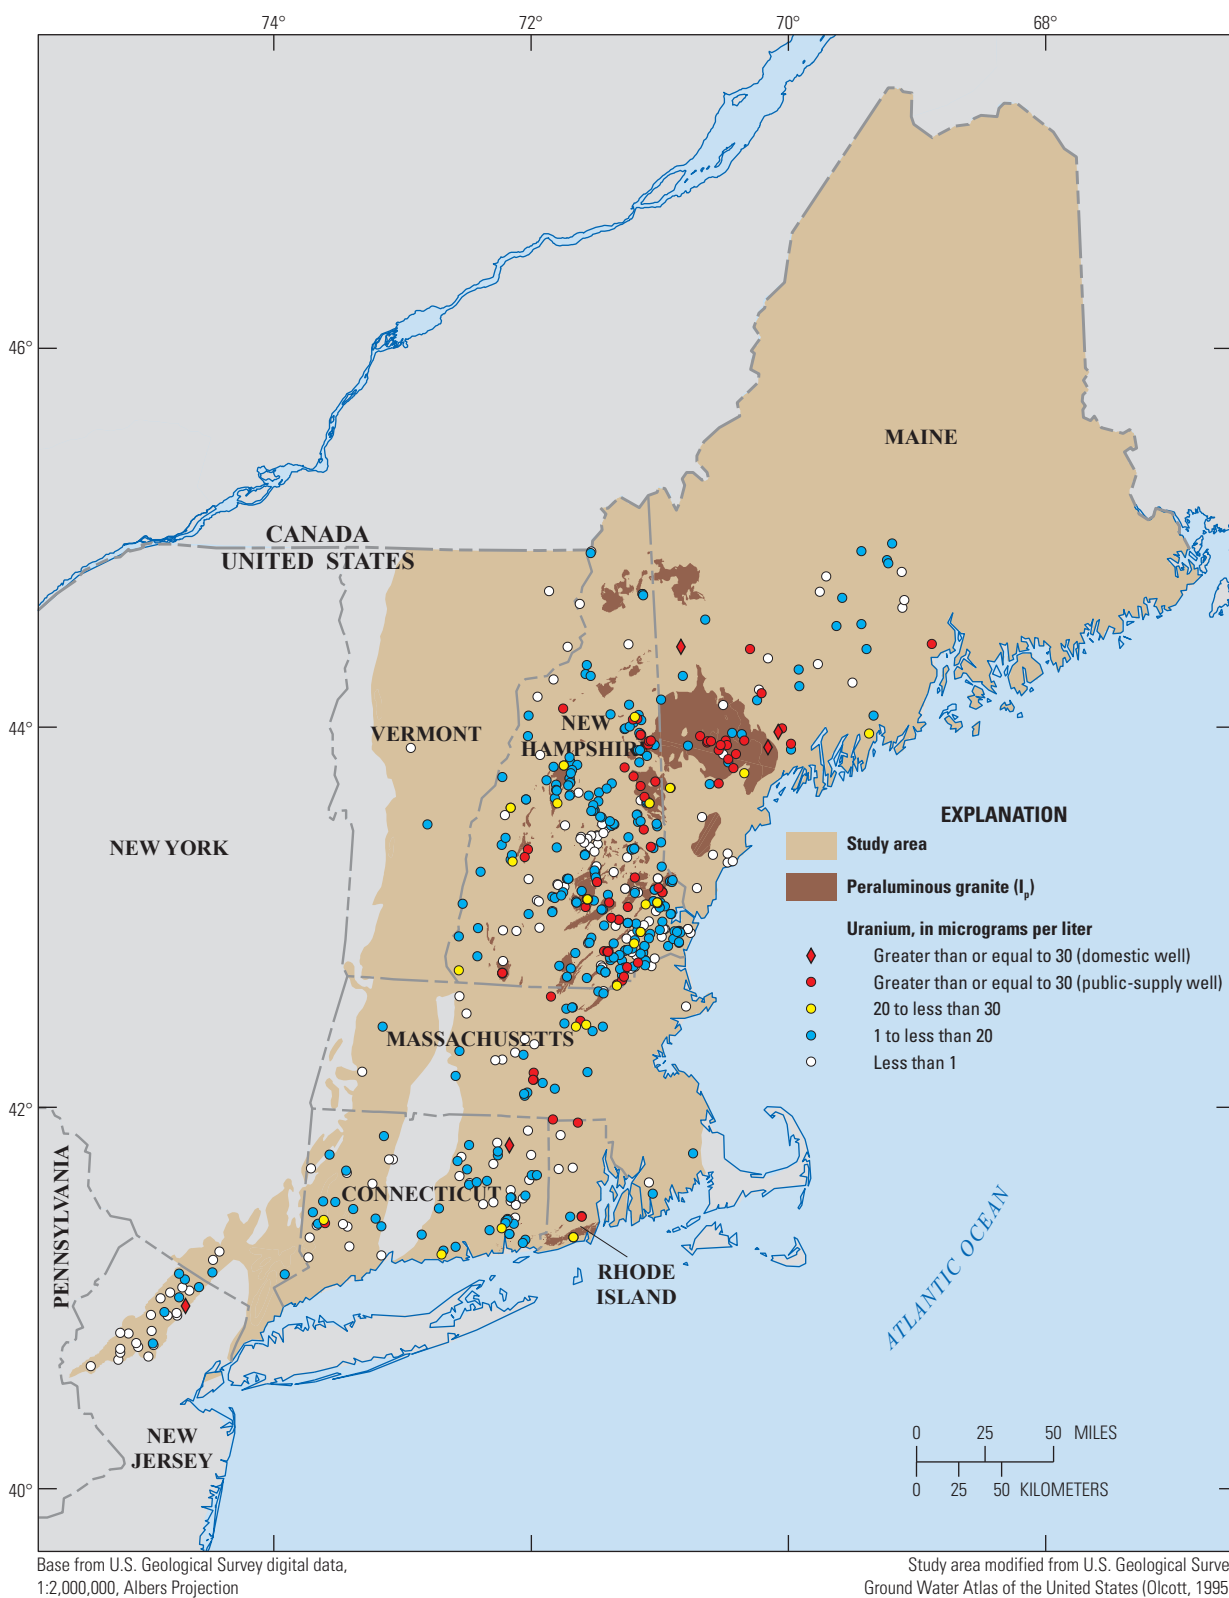 74°
72°
70°
68°
46°
MAINE
CANADA
UNITED STATES
44°
VERMONT
NEW
HAMPSHIRE
NEW YORK
EXPLANATION
Study area
Peraluminous granite (Ip)
Uranium, in micrograms per liter
Greater than or equal to 30 (domestic well)
Greater than or equal to 30 (public-supply well)
20 to less than 30
1 to less than 20
Less than 1
MASSACHUSETTS
42°
PENNSYLVANIA
CONNECTICUT
RHODE
ISLAND
ATLANTIC OCEAN
NEW
JERSEY
0 25 50 MILES
0 25 50 KILOMETERS
40°
Base from U.S. Geological Survey digital data,
1:2,000,000, Albers Projection
Study area modified from U.S. Geological Surve
Ground Water Atlas of the United States (Olcott, 1995